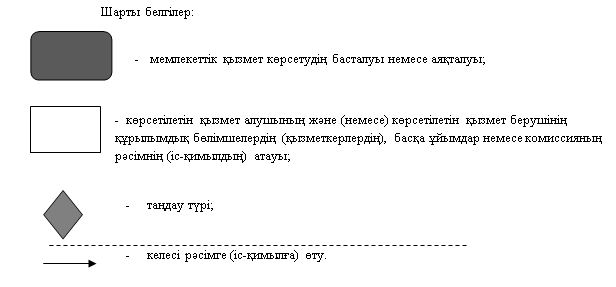 Шарты белгілер:
- мемлекеттік қызмет көрсетудің басталуы немесе аяқталуы;
- көрсетілетін қызмет алушының және (немесе) көрсетілетін қызмет берушінің
құрылымдық бөлімшелердің (қызметкерлердің), басқа ұйымдар немесе комиссияның
рәсімнің (іс-қимылдың) атауы;
- таңдау түрі;
- келесі рәсімге (іс-қимылға) өту.